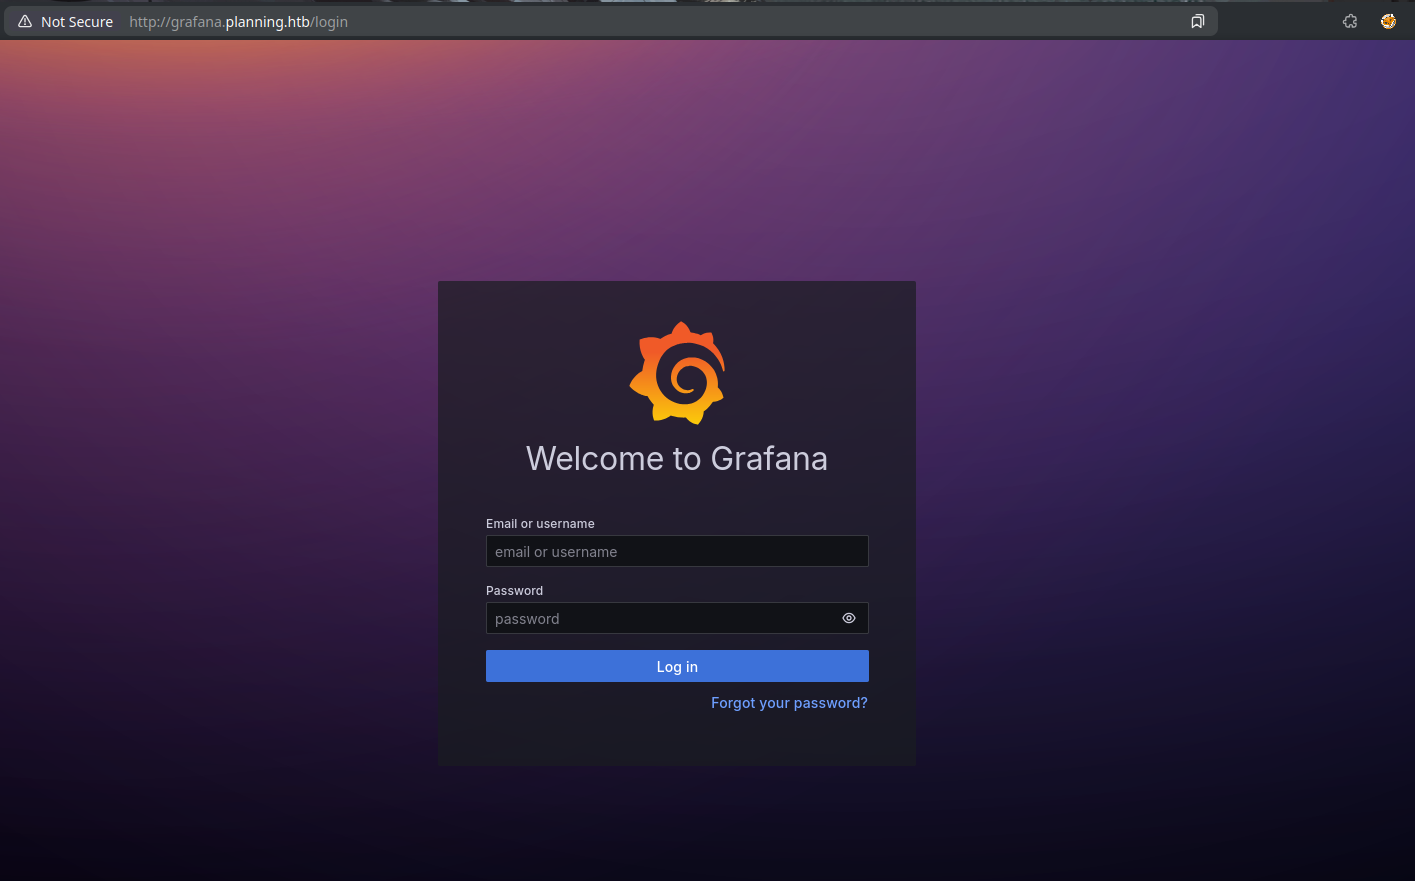 Not Secure http://grafana.planning.htb/login
Welcome to Grafana
Email or username
email or username
Password
password
Log in
Forgot your password?